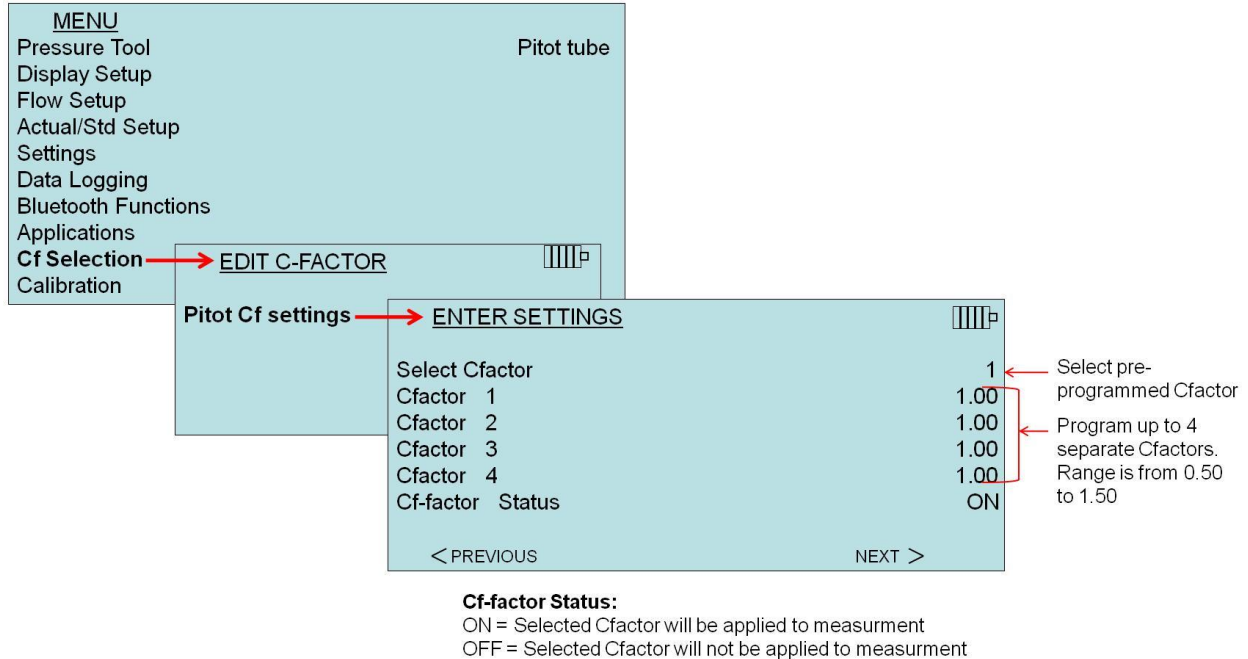 MENU
Pressure Tool Pitot tube
Display Setup
Flow Setup
Actual/Std Setup
Settings
Data Logging
Bluetooth Functions
Applications
Cf Selection
Calibration
EDIT C-FACTOR
Pitot Cf settings
ENTER SETTINGS
Select Cfactor 1
Cfactor 1 1.00
Cfactor 2 1.00
Cfactor 3 1.00
Cfactor 4 1.00
Cf-factor Status ON
< PREVIOUS NEXT >
Select pre-
programmed Cfactor
Program up to 4
separate Cfactors.
Range is from 0.50
to 1.50
Cf-factor Status:
ON = Selected Cfactor will be applied to measurment
OFF = Selected Cfactor will not be applied to measurment